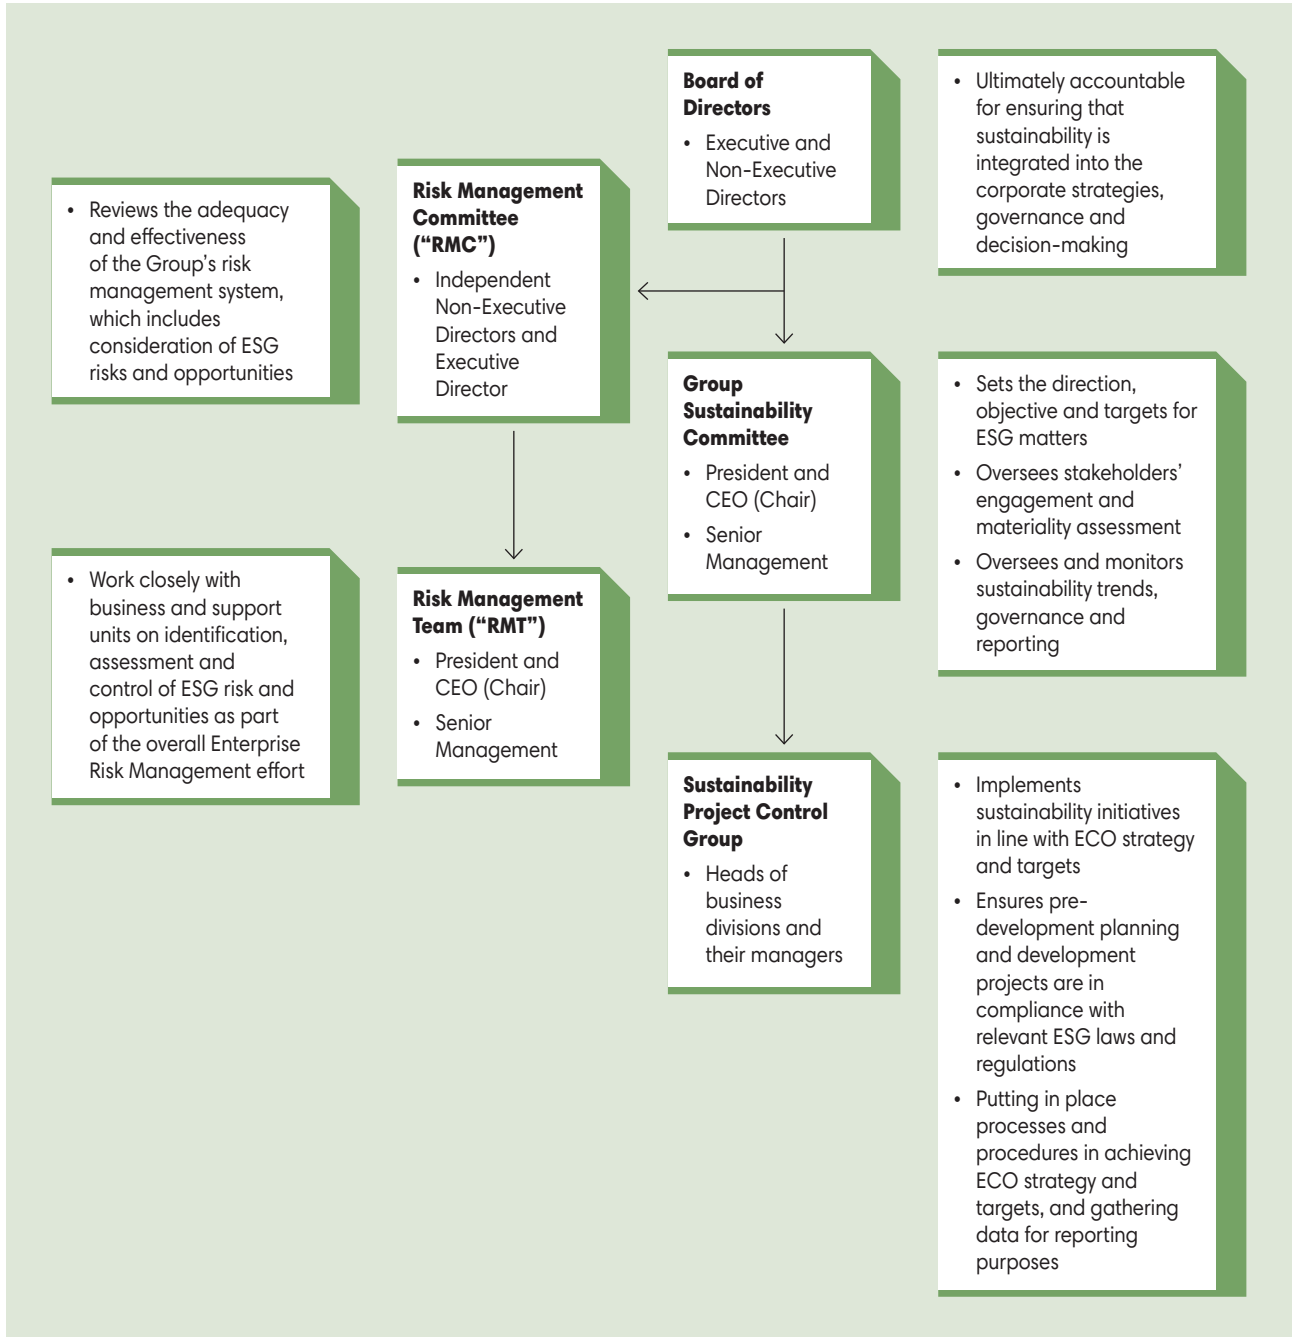 Board of
Directors
• Executive and
Non-Executive
Directors
• Ultimately accountable
for ensuring that
sustainability is
integrated into the
corporate strategies,
governance and
decision-making
Risk Management
Committee
(“RMC”)
• Independent
Non-Executive
Directors and
Executive
Director
• Reviews the adequacy
and effectiveness
of the Group’s risk
management system,
which includes
consideration of ESG
risks and opportunities
Group
Sustainability
Committee
• President and
CEO (Chair)
• Senior
Management
• Sets the direction,
objective and targets for
ESG matters
• Oversees stakeholders’
engagement and
materiality assessment
• Oversees and monitors
sustainability trends,
governance and
reporting
Risk Management
Team (“RMT”)
• President and
CEO (Chair)
• Senior
Management
• Work closely with
business and support
units on identification,
assessment and
control of ESG risk and
opportunities as part
of the overall Enterprise
Risk Management effort
Sustainability
Project Control
Group
• Heads of
business
divisions and
their managers
• Implements
sustainability initiatives
in line with ECO strategy
and targets
• Ensures pre-
development planning
and development
projects are in
compliance with
relevant ESG laws and
regulations
• Putting in place
processes and
procedures in achieving
ECO strategy and
targets, and gathering
data for reporting
purposes